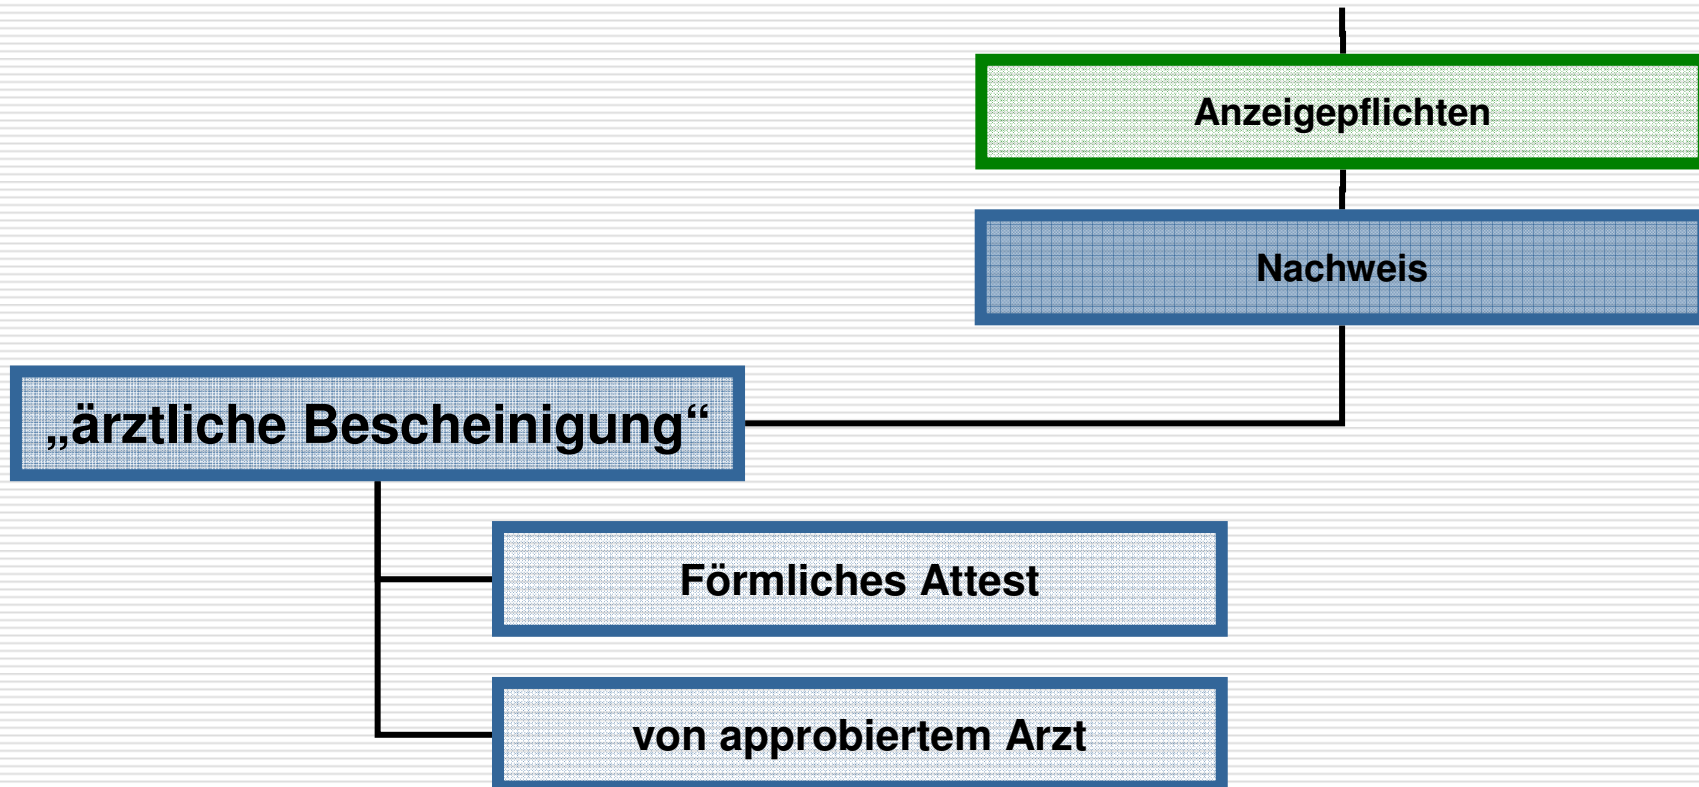 Anzeigepflichten
Nachweis
„ärztliche Bescheinigung“
Förmliches Attest
von approbiertem Arzt